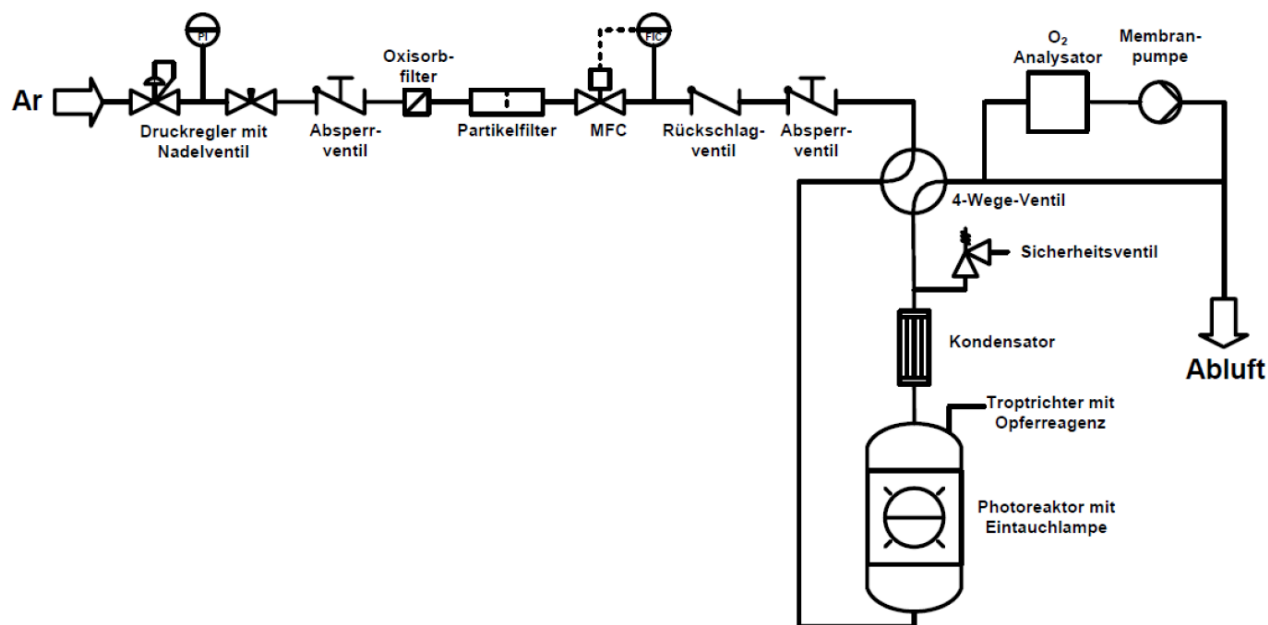 PI
FIC
Ar
Druckregler mit
Nadelventil
Absperr-
ventil
Oxisorb-
filter
Partikelfilter
MFC
Rückschlag-
ventil
Absperr-
ventil
O₂
Analysator
Membran-
pumpe
4-Wege-Ventil
Sicherheitsventil
Kondensator
Abluft
Troptrichter mit
Opferreagenz
Photoreaktor mit
Eintauchlampe